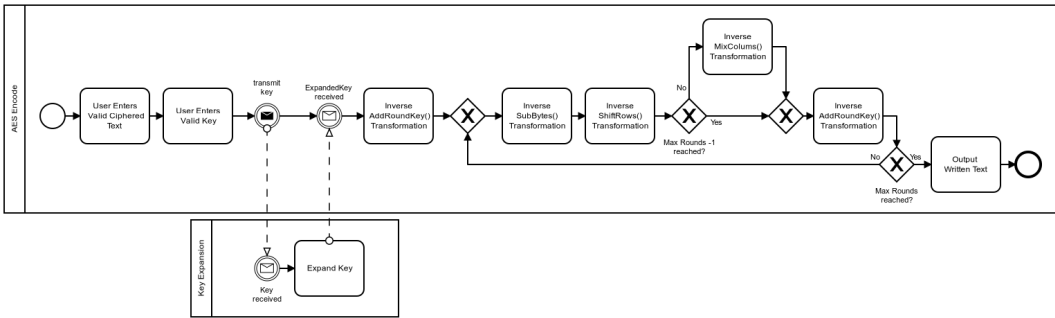 AES Encode
User Enters
Valid Ciphered
Text
User Enters
Valid Key
transmit
key
ExpandedKey
received
Inverse
AddRoundKey()
Transformation
Inverse
SubBytes()
Transformation
Inverse
ShiftRows()
Transformation
No
Yes
Max Rounds -1
reached?
Inverse
MixColums()
Transformation
Inverse
AddRoundKey()
Transformation
No
Yes
Max Rounds
reached?
Output
Written Text
Key Expansion
Key
received
Expand Key